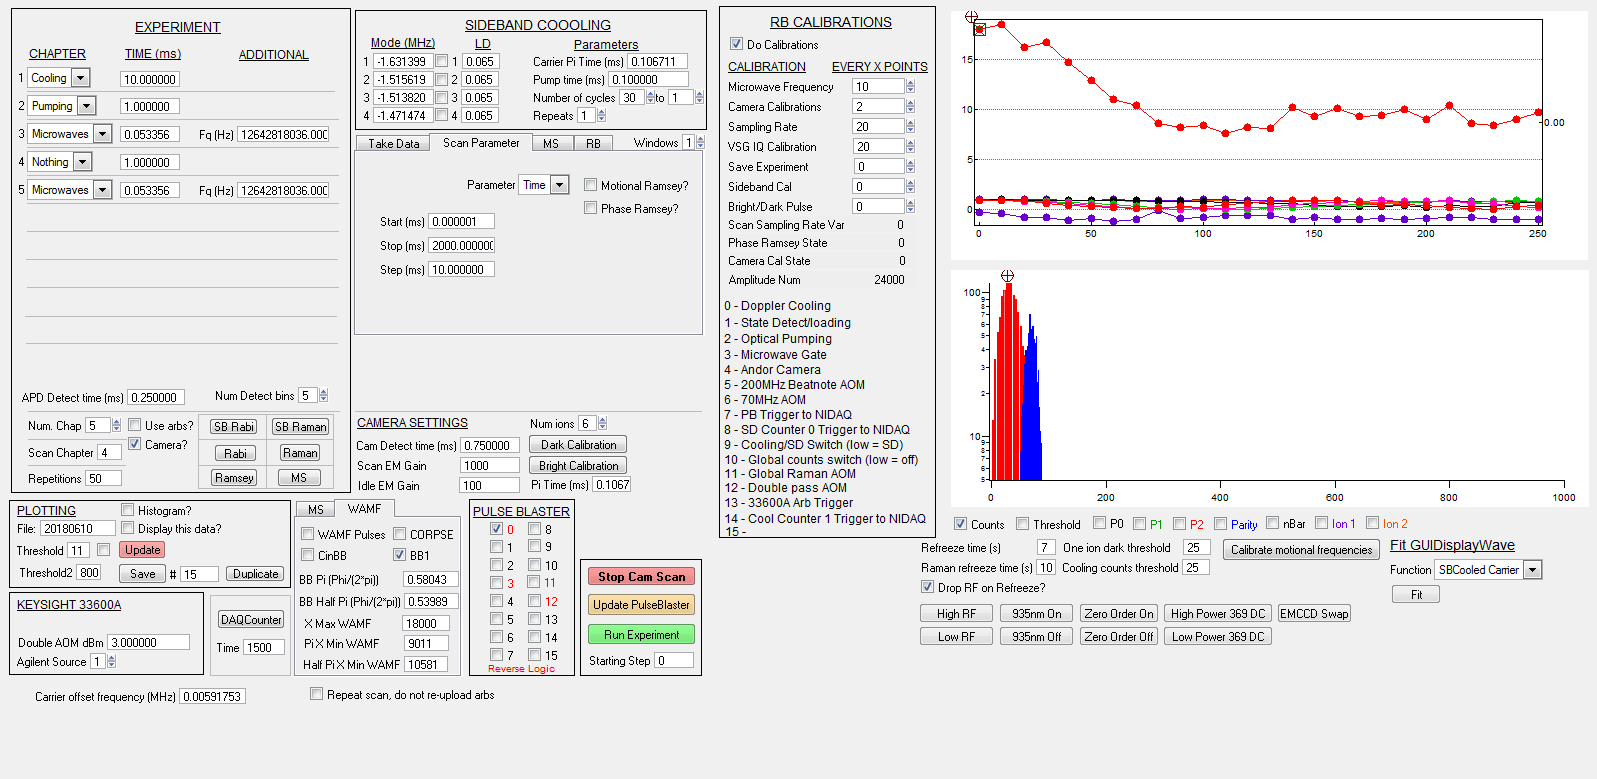 EXPERIMENT
CHAPTER TIME (ms) ADDITIONAL
1 Cooling 10.000000
2 Pumping 1.000000
3 Microwaves 0.053356 Fq (Hz) 12642818036.000
4 Nothing 1.000000
5 Microwaves 0.053356 Fq (Hz) 12642818036.000
APD Detect time (ms) 0.250000 Num Detect bins 5
Num. Chap 5 Use arbs? SB Rabi SB Raman
Scan Chapter 4 Camera? Rabi Raman
Repetitions 50 Ramsey MS
SIDEBAND COOOLING
Mode (MHz) LD Parameters
1 -1.631399 1 0.065 Carrier Pi Time (ms) 0.106711
2 -1.515619 2 0.065 Pump time (ms) 0.100000
3 -1.513820 3 0.065 Number of cycles 30 to 1
4 -1.471474 4 0.065 Repeats 1
Take Data Scan Parameter MS RB Windows 1
Parameter Time Motional Ramsey?
Phase Ramsey?
Start (ms) 0.000001
Stop (ms) 2000.000000
Step (ms) 10.000000
CAMERA SETTINGS Num ions 6
Cam Detect time (ms) 0.750000 Dark Calibration
Scan EM Gain 1000 Bright Calibration
Idle EM Gain 100 Pi Time (ms) 0.1067
RB CALIBRATIONS
Do Calibrations
CALIBRATION EVERY X POINTS
Microwave Frequency 10
Camera Calibrations 2
Sampling Rate 20
VSG IQ Calibration 20
Save Experiment 0
Sideband Cal 0
Bright/Dark Pulse 0
Scan Sampling Rate Var 0
Phase Ramsey State 0
Camera Cal State 0
Amplitude Num 24000
0 - Doppler Cooling
1 - State Detect/loading
2 - Optical Pumping
3 - Microwave Gate
4 - Andor Camera
5 - 200MHz Beatnote AOM
6 - 70MHz AOM
7 - PB Trigger to NIDAQ
8 - SD Counter 0 Trigger to NIDAQ
9 - Cooling/SD Switch (low = SD)
10 - Global counts switch (low = off)
11 - Global Raman AOM
12 - Double pass AOM
13 - 33600A Arb Trigger
14 - Cool Counter 1 Trigger to NIDAQ
15 -
15
10
5
0
0.00
0 50 100 150 200 250
100
9
8
7
6
5
4
3
2
10
9
8
7
6
5
0 200 400 600 800 1000
Counts Threshold P0 P1 P2 Parity nBar Ion 1 Ion 2
Refreeze time (s) 7 One ion dark threshold 25 Calibrate motional frequencies
Raman refreeze time (s) 10 Cooling counts threshold 25
Drop RF on Refreeze?
Fit GUIDisplayWave
Function SBCooled Carrier
Fit
High RF 935nm On Zero Order On High Power 369 DC EMCCD Swap
Low RF 935nm Off Zero Order Off Low Power 369 DC
PLOTTING Histogram?
File: 20180610 Display this data?
Threshold 11 Update
Threshold2 800 Save # 15 Duplicate
KEYSIGHT 33600A
Double AOM dBm 3.000000
Agilent Source 1
DAQCounter
Time 1500
MS WAMF
WAMF Pulses CORPSE
CinBB BB1
BB Pi (Phi/(2*pi)) 0.58043
BB Half Pi (Phi/(2*pi)) 0.53989
X Max WAMF 18000
Pi X Min WAMF 9011
Half Pi X Min WAMF 10581
PULSE BLASTER
0 8
1 9
2 10
3 11
4 12
5 13
6 14
7 15
Reverse Logic
Stop Cam Scan
Update PulseBlaster
Run Experiment
Starting Step 0
Carrier offset frequency (MHz) 0.00591753
Repeat scan, do not re-upload arbs